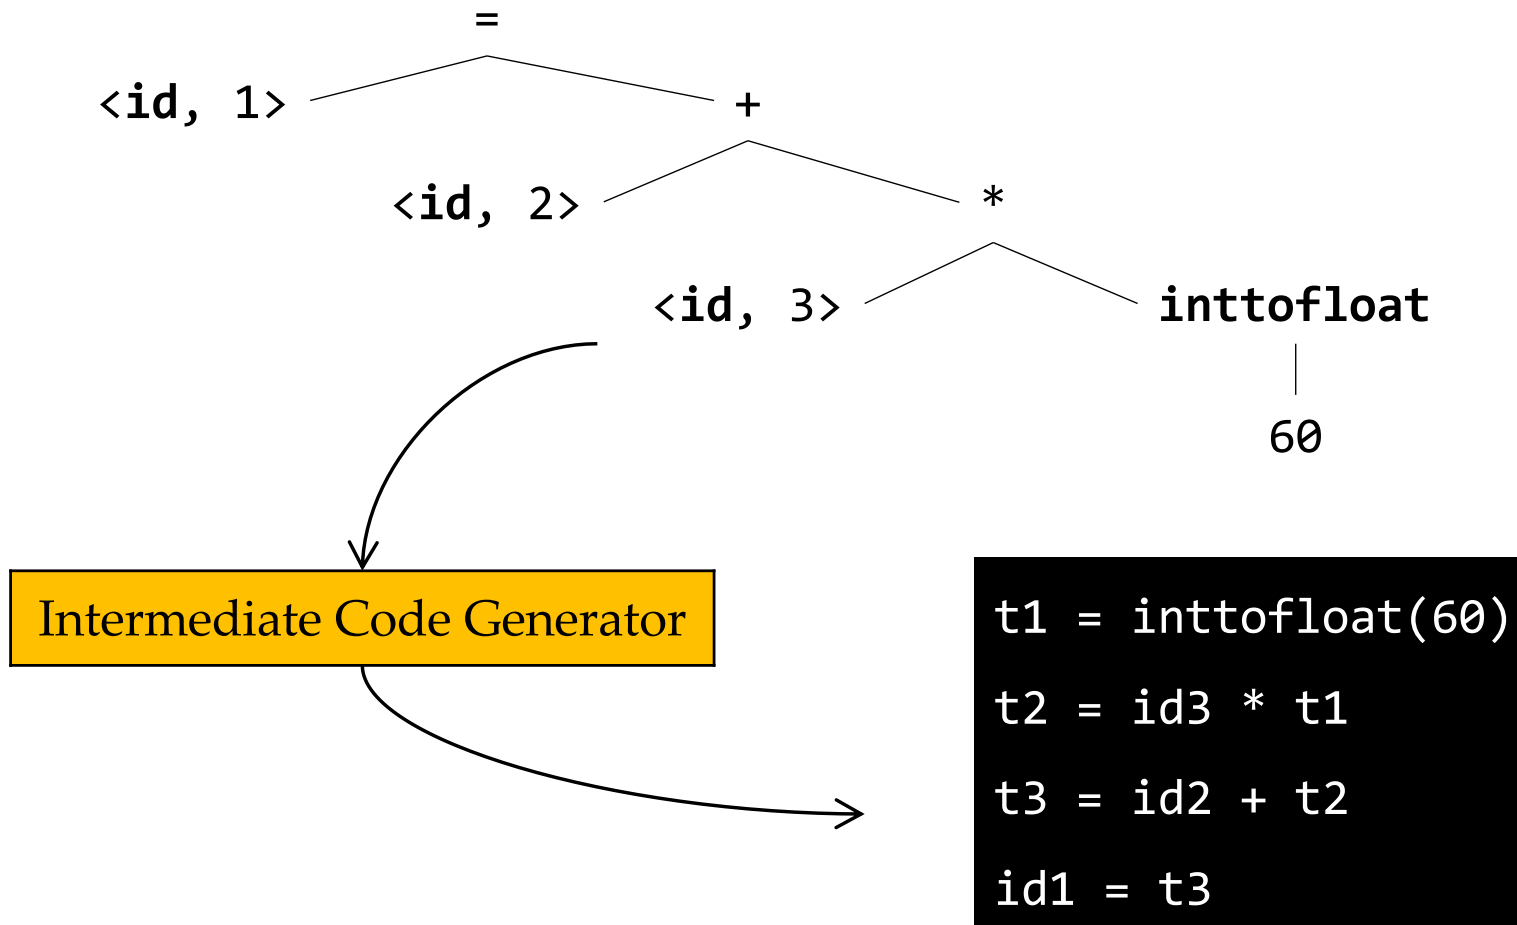 =
<id, 1>
+
<id, 2>
*
<id, 3>
inttofloat
60
Intermediate Code Generator
t1 = inttofloat(60)
t2 = id3 * t1
t3 = id2 + t2
id1 = t3